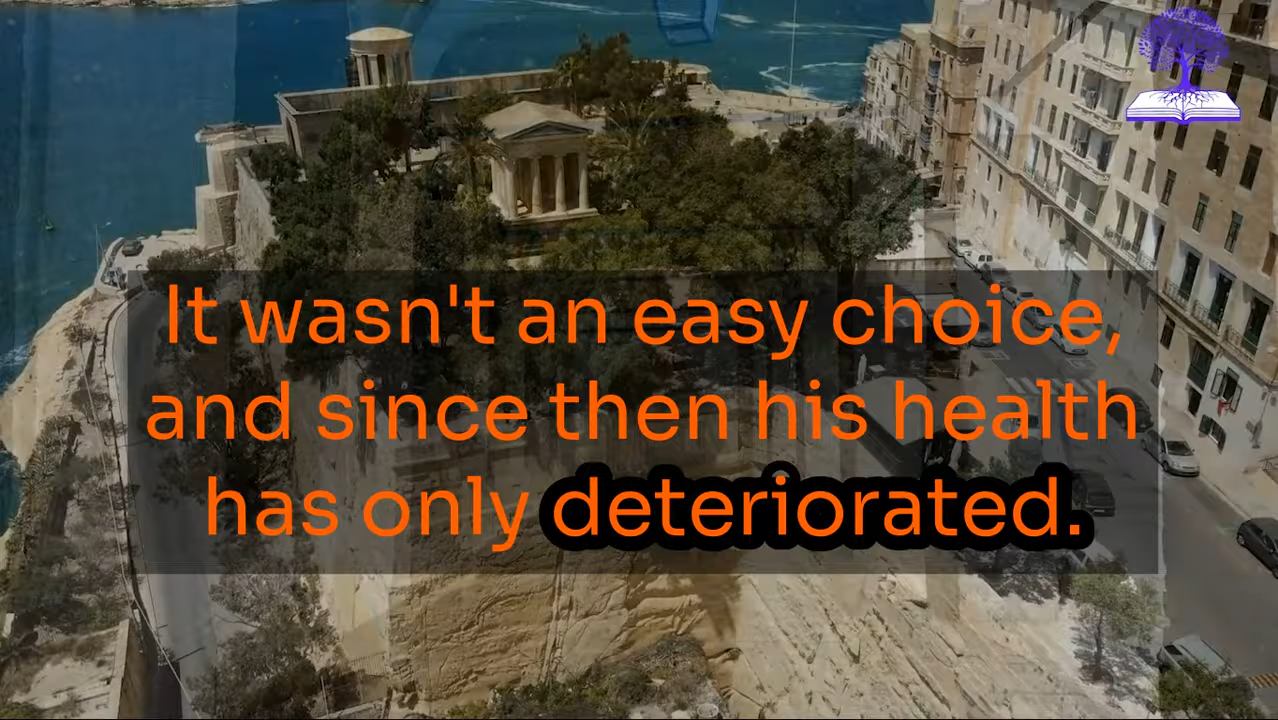 It wasn't an easy choice,
and since then his health
has only deteriorated.